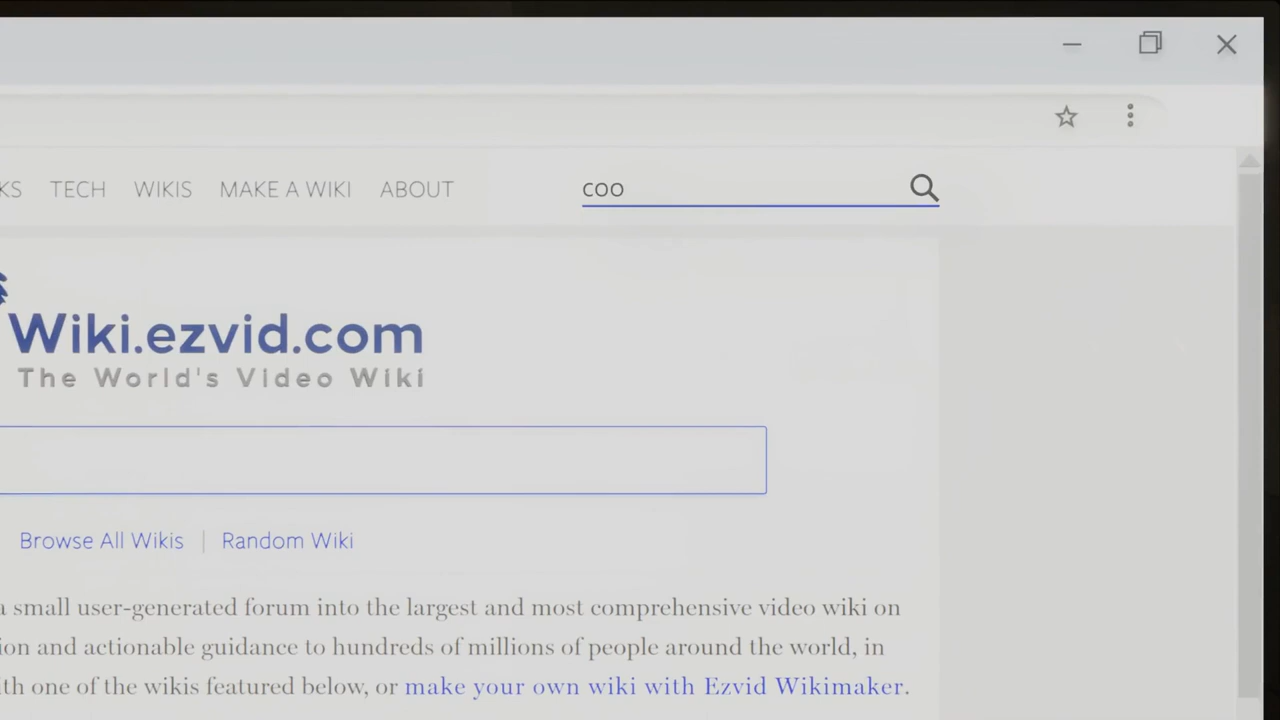 KS TECH WIKIS MAKE A WIKI ABOUT coo
Wiki.ezvid.com
The World's Video Wiki
Browse All Wikis | Random Wiki
a small user-generated forum into the largest and most comprehensive video wiki on
ion and actionable guidance to hundreds of millions of people around the world, in
ith one of the wikis featured below, or make your own wiki with Ezvid Wikimaker.